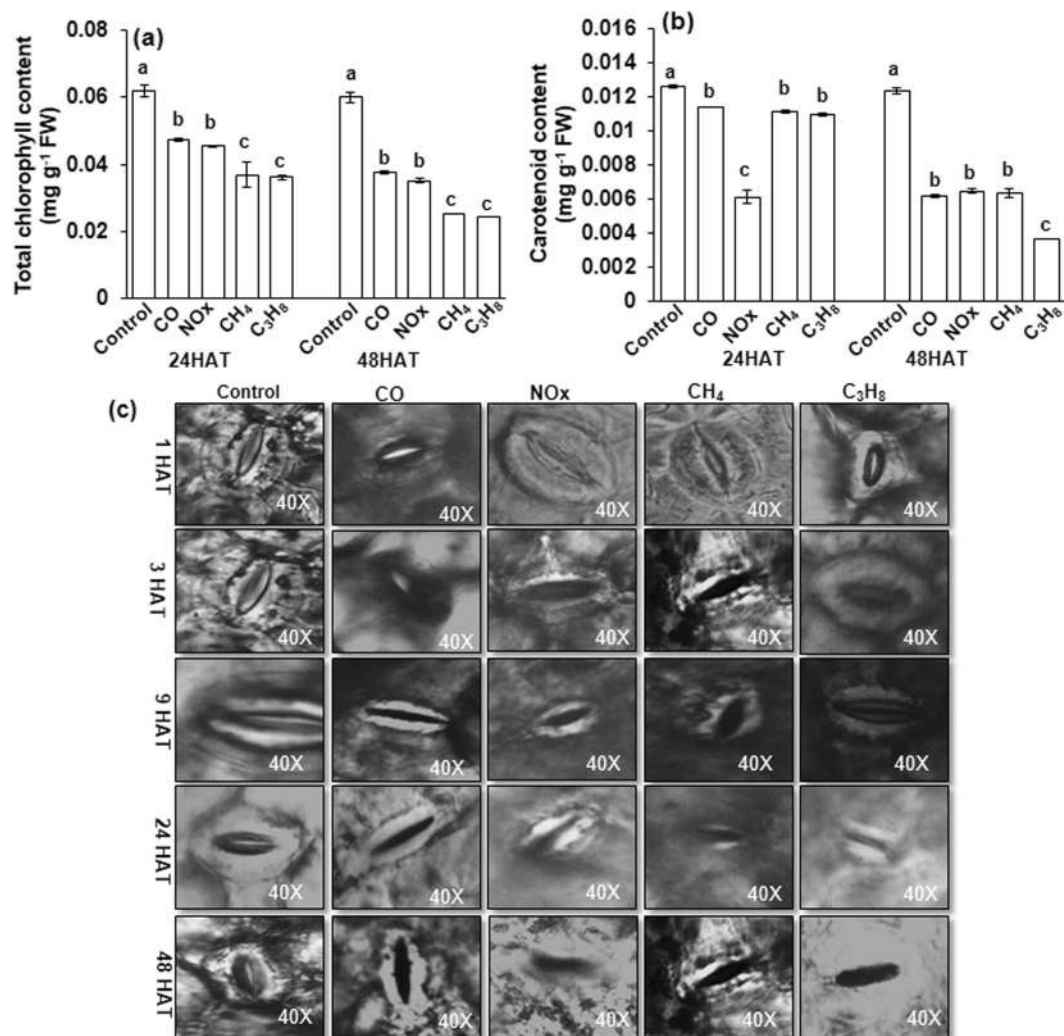 (a)
Total chlorophyll content
(mg g⁻¹ FW)
0.08
0.06
0.04
0.02
0
a
b
b
c
c
a
b
b
c
c
Control
CO
NOx
CH₄
C₃H₈
Control
CO
NOx
CH₄
C₃H₈
24HAT
48HAT
(b)
Carotenoid content
(mg g⁻¹ FW)
0.016
0.014
0.012
0.010
0.008
0.006
0.004
0.002
0
a
b
c
b
b
a
b
b
b
c
Control
CO
NOx
CH₄
C₃H₈
Control
CO
NOx
CH₄
C₃H₈
24HAT
48HAT
(c)
Control CO NOx CH₄ C₃H₈
1 HAT
40X 40X 40X 40X 40X
3 HAT
40X 40X 40X 40X 40X
9 HAT
40X 40X 40X 40X 40X
24 HAT
40X 40X 40X 40X 40X
48 HAT
40X 40X 40X 40X 40X